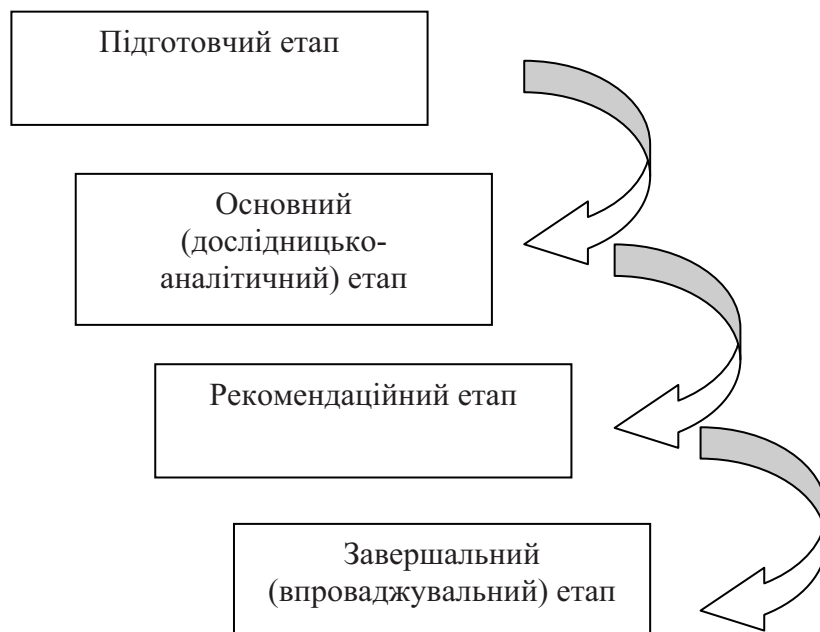 Підготовчий етап
Основний
(дослідницько-
аналітичний) етап
Рекомендаційний етап
Завершальний
(впроваджувальний) етап